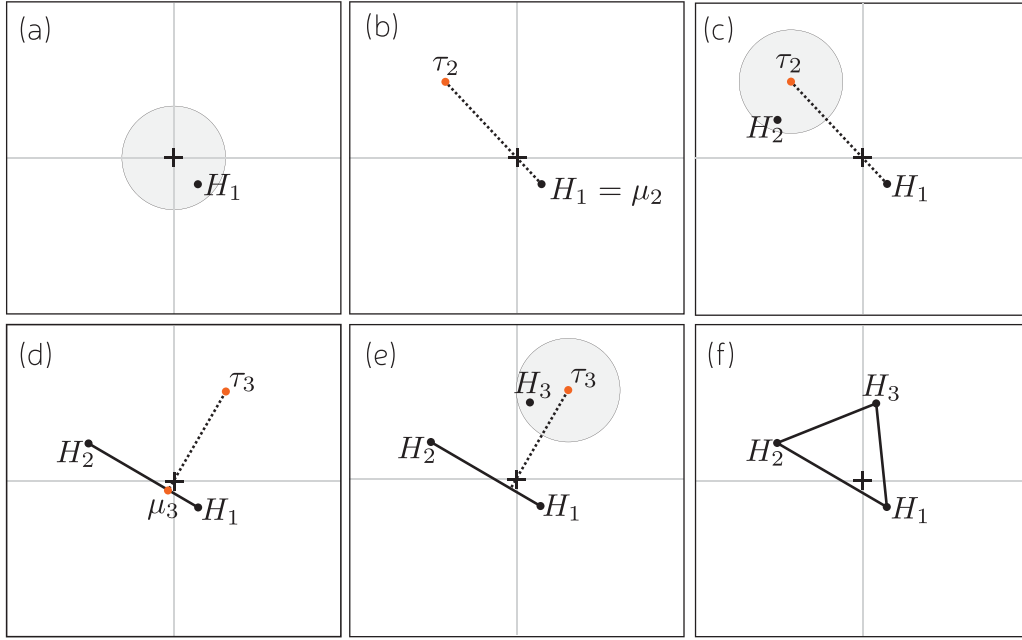 (a)
H₁
(b)
τ₂
H₁ = μ₂
(c)
τ₂
H₂
H₁
(d)
τ₃
H₂
μ₃
H₁
(e)
H₃
τ₃
H₂
H₁
(f)
H₃
H₂
H₁